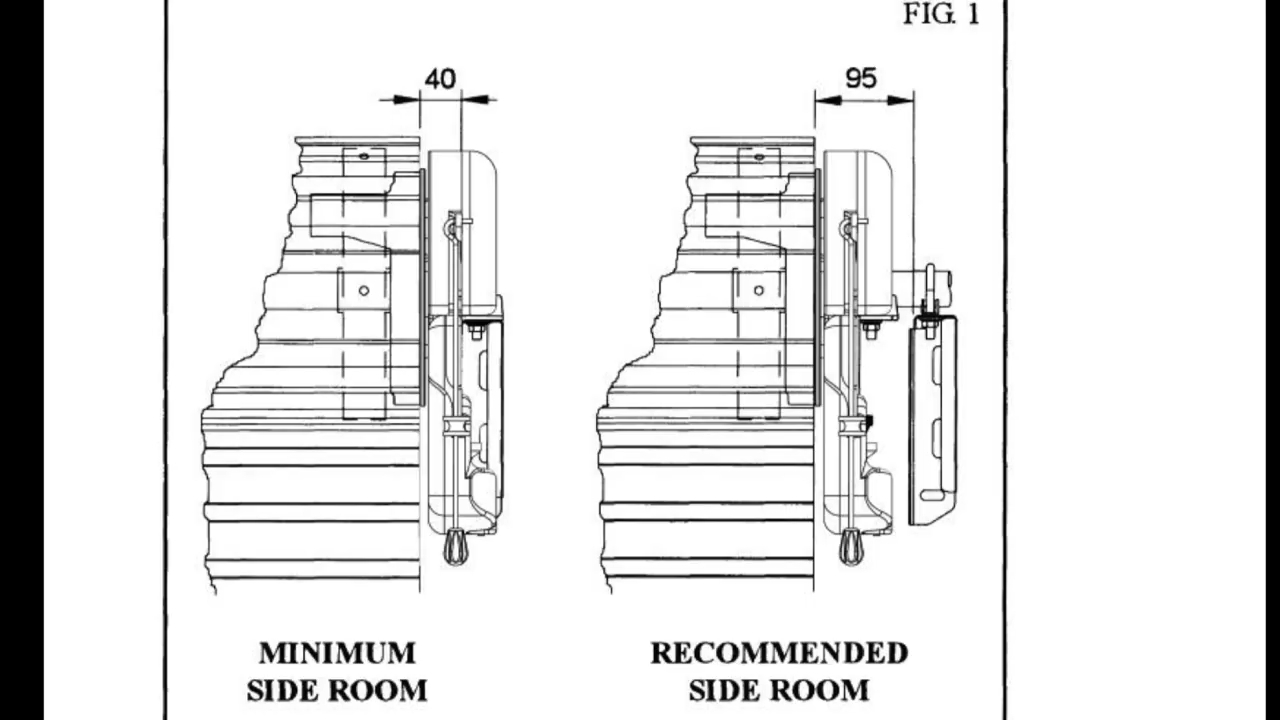 FIG. 1
40
95
MINIMUM
SIDE ROOM
RECOMMENDED
SIDE ROOM